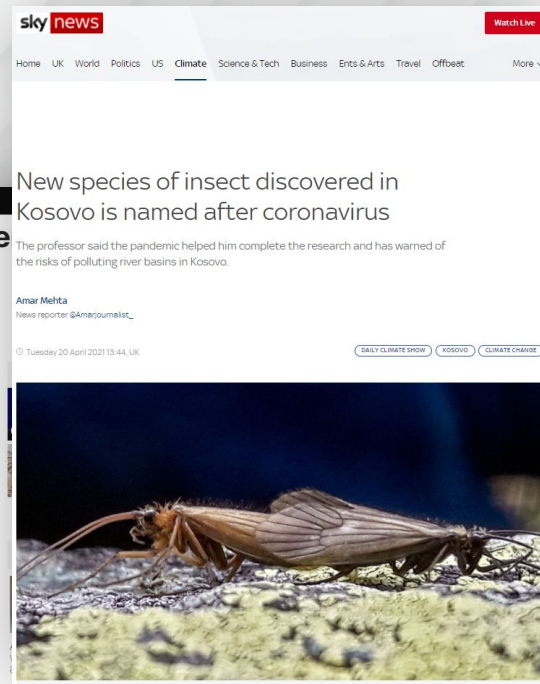 sky news
Watch Live
Home UK World Politics US Climate Science & Tech Business Ents & Arts Travel Offbeat More
New species of insect discovered in
Kosovo is named after coronavirus
The professor said the pandemic helped him complete the research and has warned of
the risks of polluting river basins in Kosovo.
Amar Mehta
News reporter @Amarjournalist_
Tuesday 20 April 2021 13:44, UK
DAILY CLIMATE SHOW KOSOVO CLIMATE CHANGE